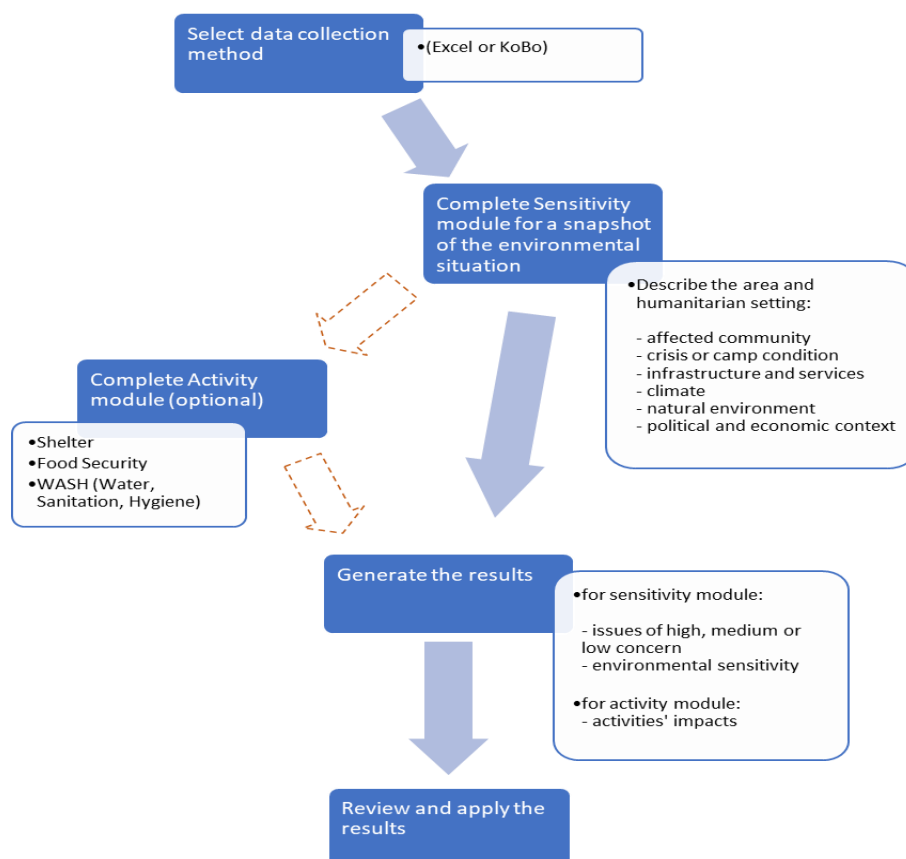 Select data collection
method
•(Excel or KoBo)
Complete Sensitivity
module for a snapshot
of the environmental
situation
•Describe the area and
humanitarian setting:
- affected community
- crisis or camp condition
- infrastructure and services
- climate
- natural environment
- political and economic context
Complete Activity
module (optional)
•Shelter
•Food Security
•WASH (Water,
Sanitation, Hygiene)
Generate the results
•for sensitivity module:
- issues of high, medium or
low concern
- environmental sensitivity
•for activity module:
- activities' impacts
Review and apply the
results